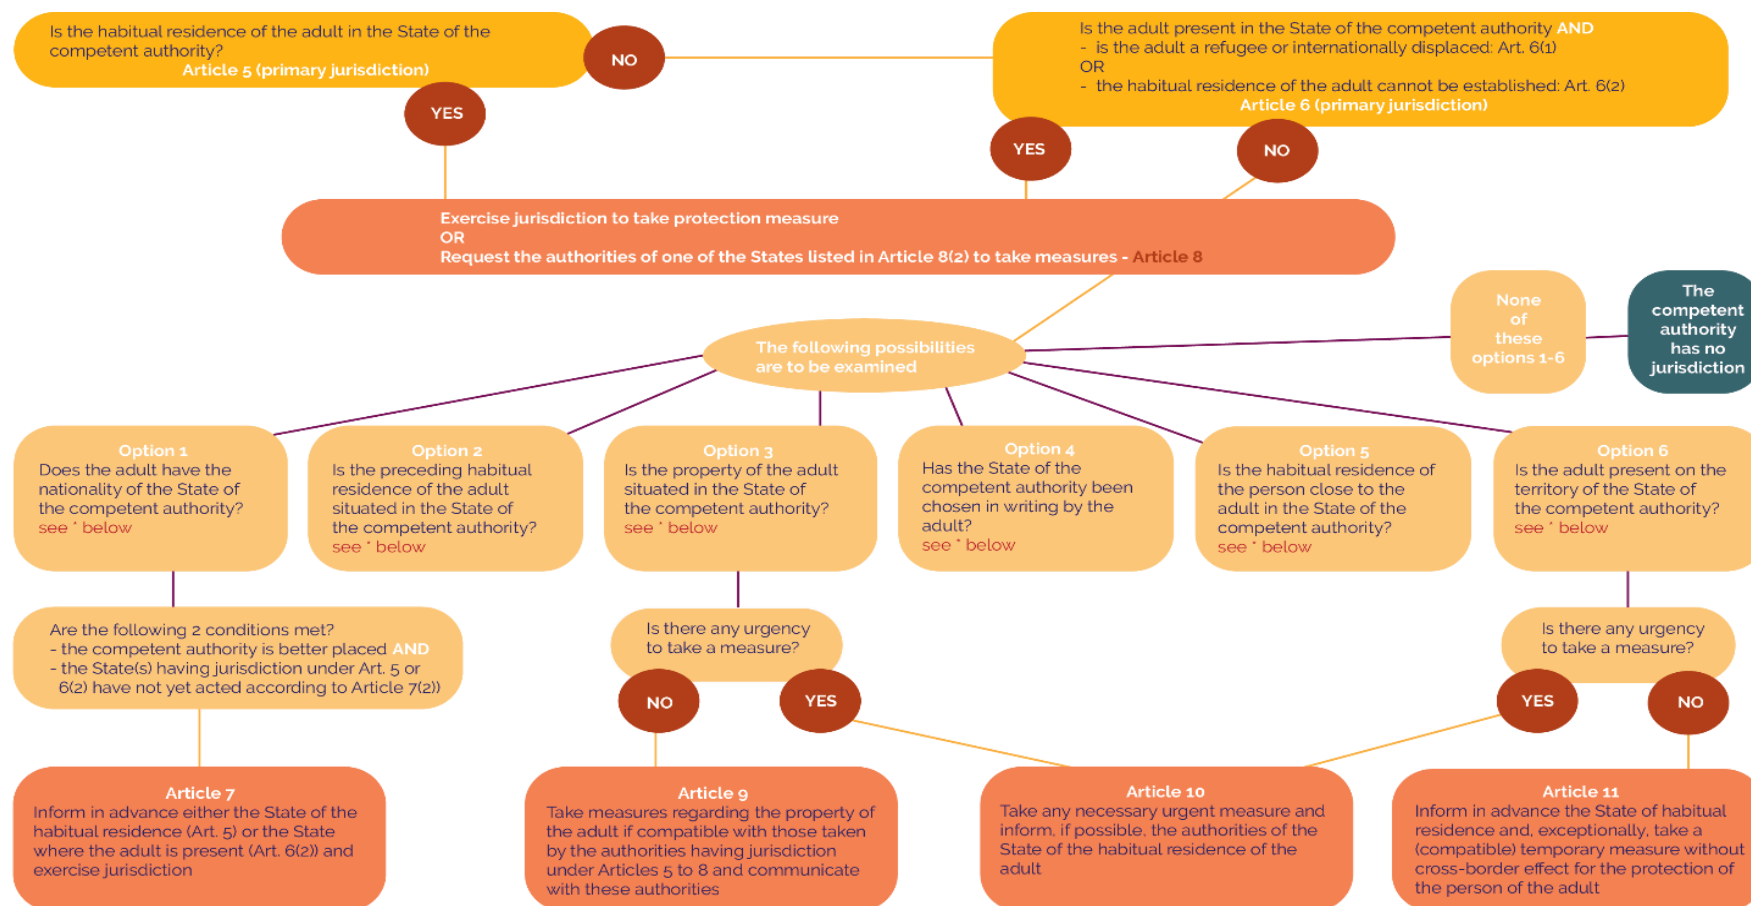 Is the habitual residence of the adult in the State of the
competent authority?
Article 5 (primary jurisdiction)
NO
YES
Is the adult present in the State of the competent authority AND
- is the adult a refugee or internationally displaced: Art. 6(1)
OR
- the habitual residence of the adult cannot be established: Art. 6(2)
Article 6 (primary jurisdiction)
YES
NO
Exercise jurisdiction to take protection measure
OR
Request the authorities of one of the States listed in Article 8(2) to take measures - Article 8
The following possibilities
are to be examined
None
of
these
options 1-6
The
competent
authority
has no
jurisdiction
Option 1
Does the adult have the
nationality of the State of
the competent authority?
see * below
Option 2
Is the preceding habitual
residence of the adult
situated in the State of
the competent authority?
see * below
Option 3
Is the property of the adult
situated in the State of
the competent authority?
see * below
Option 4
Has the State of the
competent authority been
chosen in writing by the
adult?
see * below
Option 5
Is the habitual residence of
the person close to the
adult in the State of the
competent authority?
see * below
Option 6
Is the adult present on the
territory of the State of
the competent authority?
see * below
Are the following 2 conditions met?
- the competent authority is better placed AND
- the State(s) having jurisdiction under Art. 5 or
6(2) have not yet acted according to Article 7(2))
Is there any urgency
to take a measure?
NO
YES
Is there any urgency
to take a measure?
YES
NO
Article 7
Inform in advance either the State of the
habitual residence (Art. 5) or the State
where the adult is present (Art. 6(2)) and
exercise jurisdiction
Article 9
Take measures regarding the property of
the adult if compatible with those taken
by the authorities having jurisdiction
under Articles 5 to 8 and communicate
with these authorities
Article 10
Take any necessary urgent measure and
inform, if possible, the authorities of the
State of the habitual residence of the
adult
Article 11
Inform in advance the State of habitual
residence and, exceptionally, take a
(compatible) temporary measure without
cross-border effect for the protection of
the person of the adult